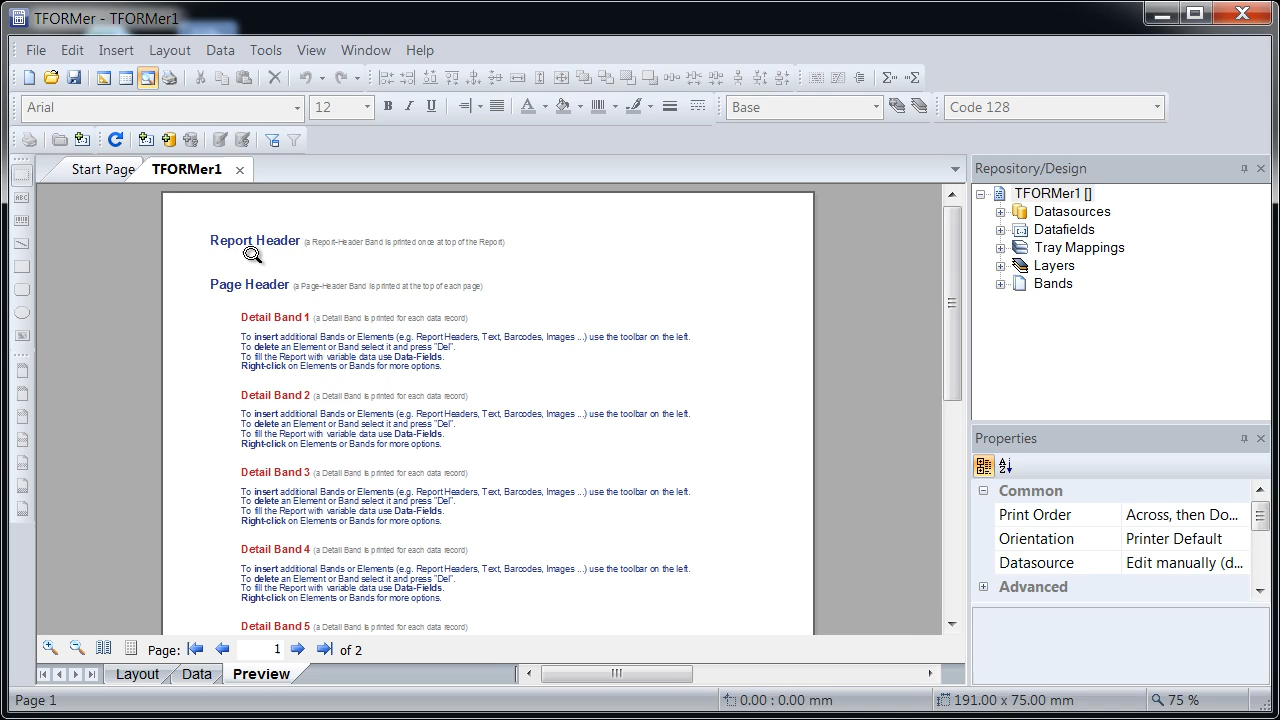 TFORMer - TFORMer1
File Edit Insert Layout Data Tools View Window Help
Arial 12 B I U A Base Code 128
Start Page TFORMer1
Repository/Design
TFORMer1 []
Datasources
Datafields
Tray Mappings
Layers
Bands
Report Header (a Report-Header Band is printed once at top of the Report)
Page Header (a Page-Header Band is printed at the top of each page)
Detail Band 1 (a Detail Band is printed for each data record)
To insert additional Bands or Elements (e.g. Report Headers, Text, Barcodes, Images ...) use the toolbar on the left.
To delete an Element or Band select it and press "Del".
To fill the Report with variable data use Data-Fields.
Right-click on Elements or Bands for more options.
Detail Band 2 (a Detail Band is printed for each data record)
To insert additional Bands or Elements (e.g. Report Headers, Text, Barcodes, Images ...) use the toolbar on the left.
To delete an Element or Band select it and press "Del".
To fill the Report with variable data use Data-Fields.
Right-click on Elements or Bands for more options.
Detail Band 3 (a Detail Band is printed for each data record)
To insert additional Bands or Elements (e.g. Report Headers, Text, Barcodes, Images ...) use the toolbar on the left.
To delete an Element or Band select it and press "Del".
To fill the Report with variable data use Data-Fields.
Right-click on Elements or Bands for more options.
Detail Band 4 (a Detail Band is printed for each data record)
To insert additional Bands or Elements (e.g. Report Headers, Text, Barcodes, Images ...) use the toolbar on the left.
To delete an Element or Band select it and press "Del".
To fill the Report with variable data use Data-Fields.
Right-click on Elements or Bands for more options.
Detail Band 5 (a Detail Band is printed for each data record)
Properties
Common
Print Order Across, then Do...
Orientation Printer Default
Datasource Edit manually (d...
Advanced
Page: 1 of 2
Layout Data Preview
Page 1 0.00 : 0.00 mm 191.00 x 75.00 mm 75 %